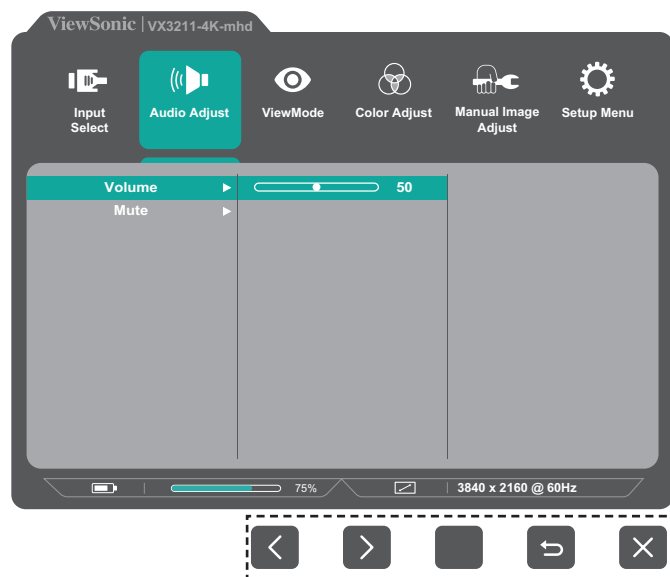 ViewSonic | VX3211-4K-mhd
Input
Select
Audio Adjust
ViewMode
Color Adjust
Manual Image
Adjust
Setup Menu
Volume
50
Mute
75%
3840 x 2160 @ 60Hz